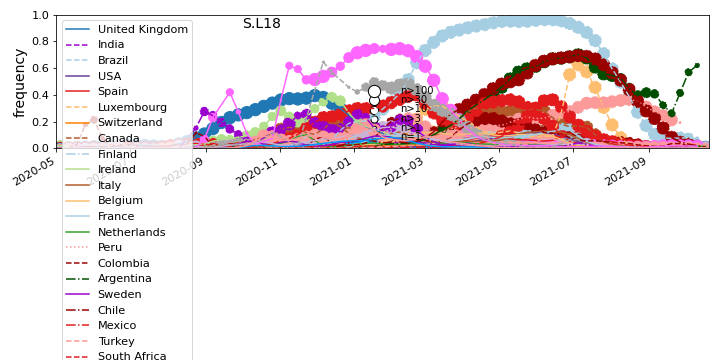 S.L18
frequency
1.0
0.8
0.6
0.4
0.2
0.0
2020-05
2020-09
2020-11
2021-01
2021-03
2021-05
2021-07
2021-09
United Kingdom
India
Brazil
USA
Spain
Luxembourg
Switzerland
Canada
Finland
Ireland
Italy
Belgium
France
Netherlands
Peru
Colombia
Argentina
Sweden
Chile
Mexico
Turkey
South Africa
n>100
n>30
n>10
n>3
n=1